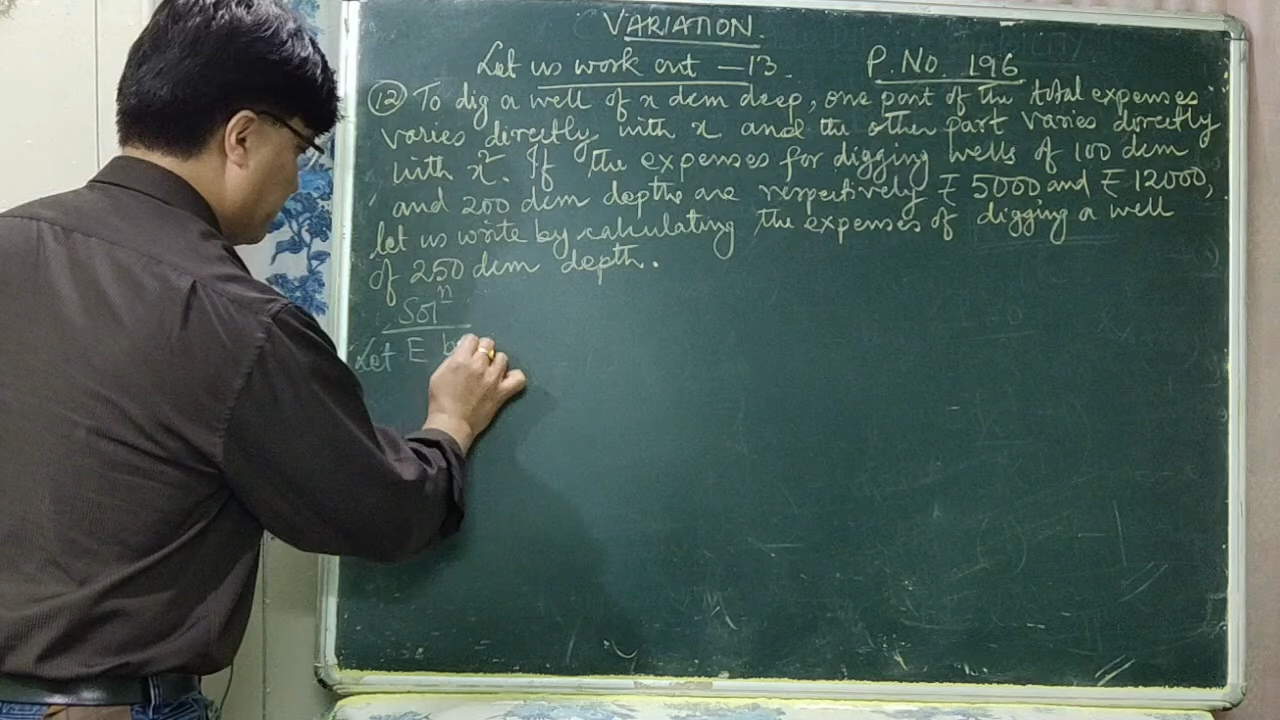 VARIATION.
Let us work out —13. P. No. 196
(12) To dig a well of x dcm deep, one part of the total expenses
varies directly with x and the other part varies directly
with x². If the expenses for digging wells of 100 dcm
and 200 dcm depths are respectively ₹ 5000 and ₹ 12000,
let us write by calculating the expenses of digging a well
of 250 dcm depth.
Solⁿ
Let E